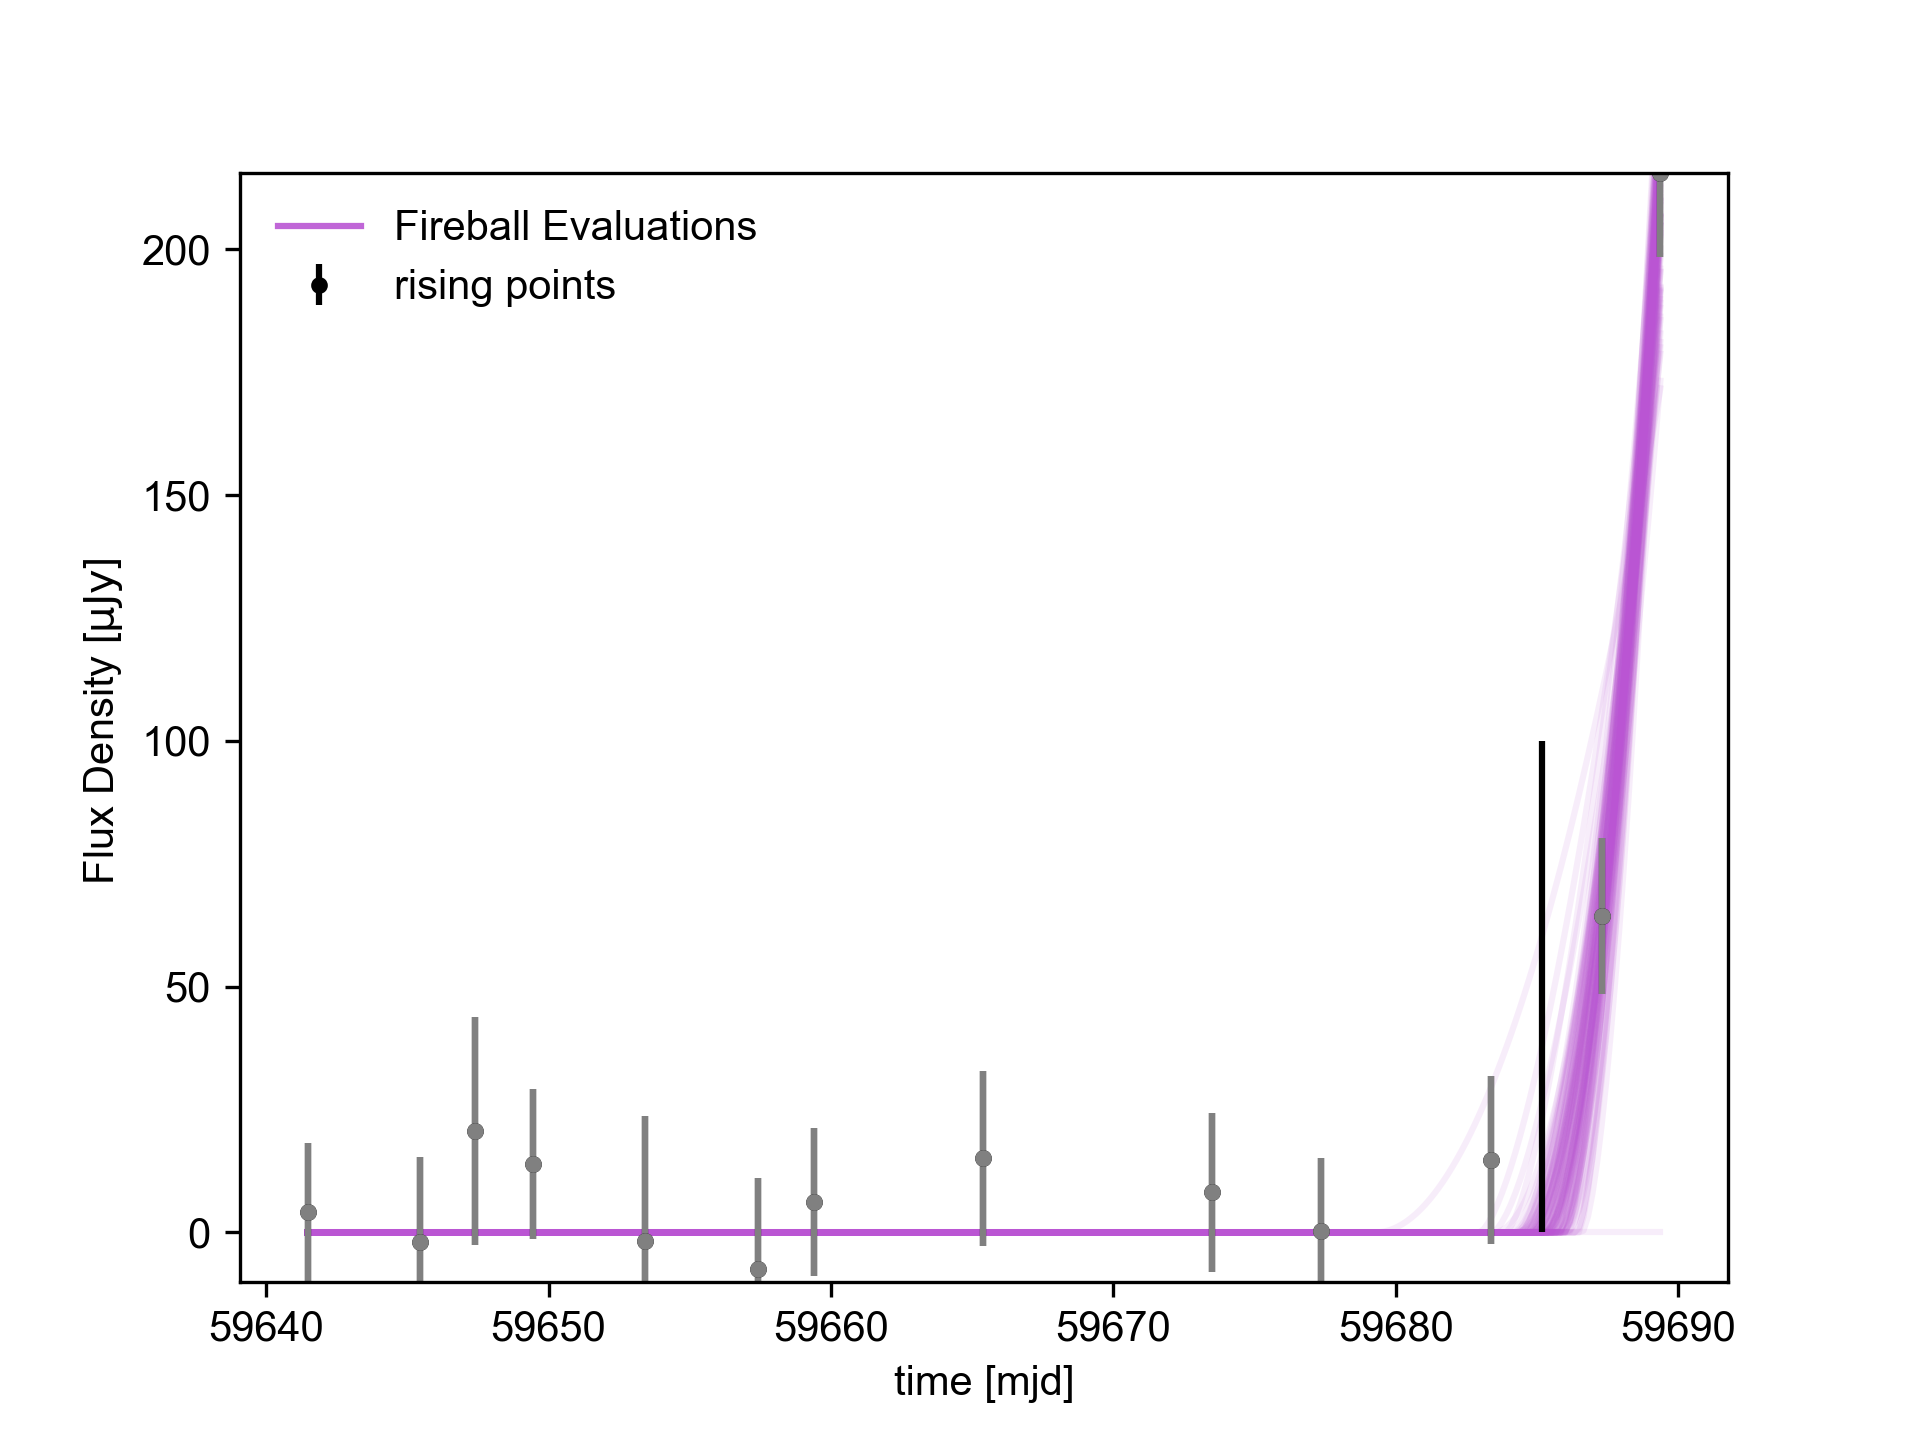 Fireball Evaluations
rising points
200
150
100
50
0
Flux Density [µJy]
59640 59650 59660 59670 59680 59690
time [mjd]